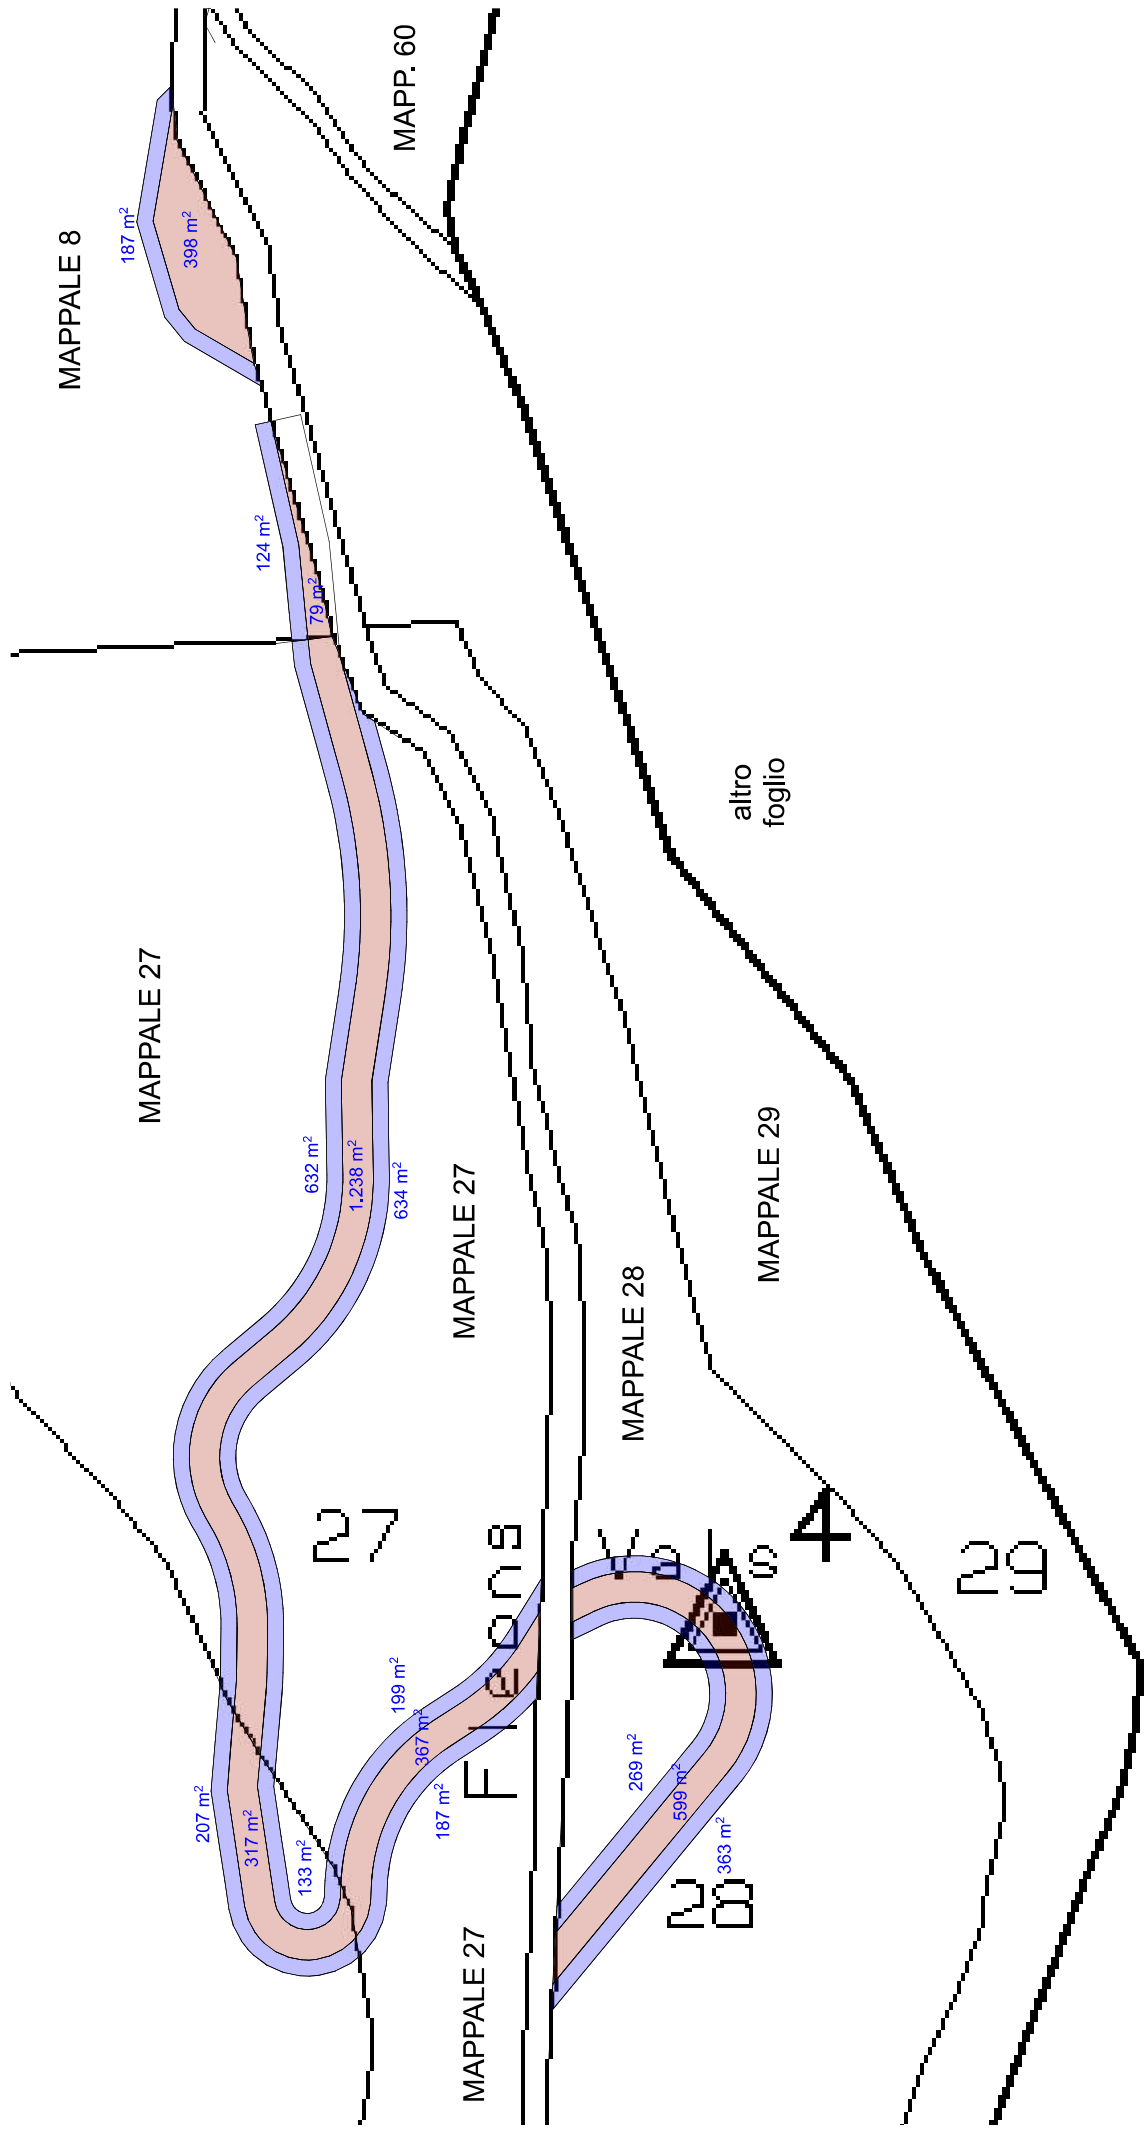 MAPP. 60
MAPPALE 8
187 m²
398 m²
124 m²
79 m²
altro
foglio
MAPPALE 27
632 m²
1.238 m²
634 m²
MAPPALE 27
MAPPALE 29
MAPPALE 28
27
4
29
199 m²
367 m²
187 m²
207 m²
317 m²
133 m²
269 m²
599 m²
363 m²
28
MAPPALE 27